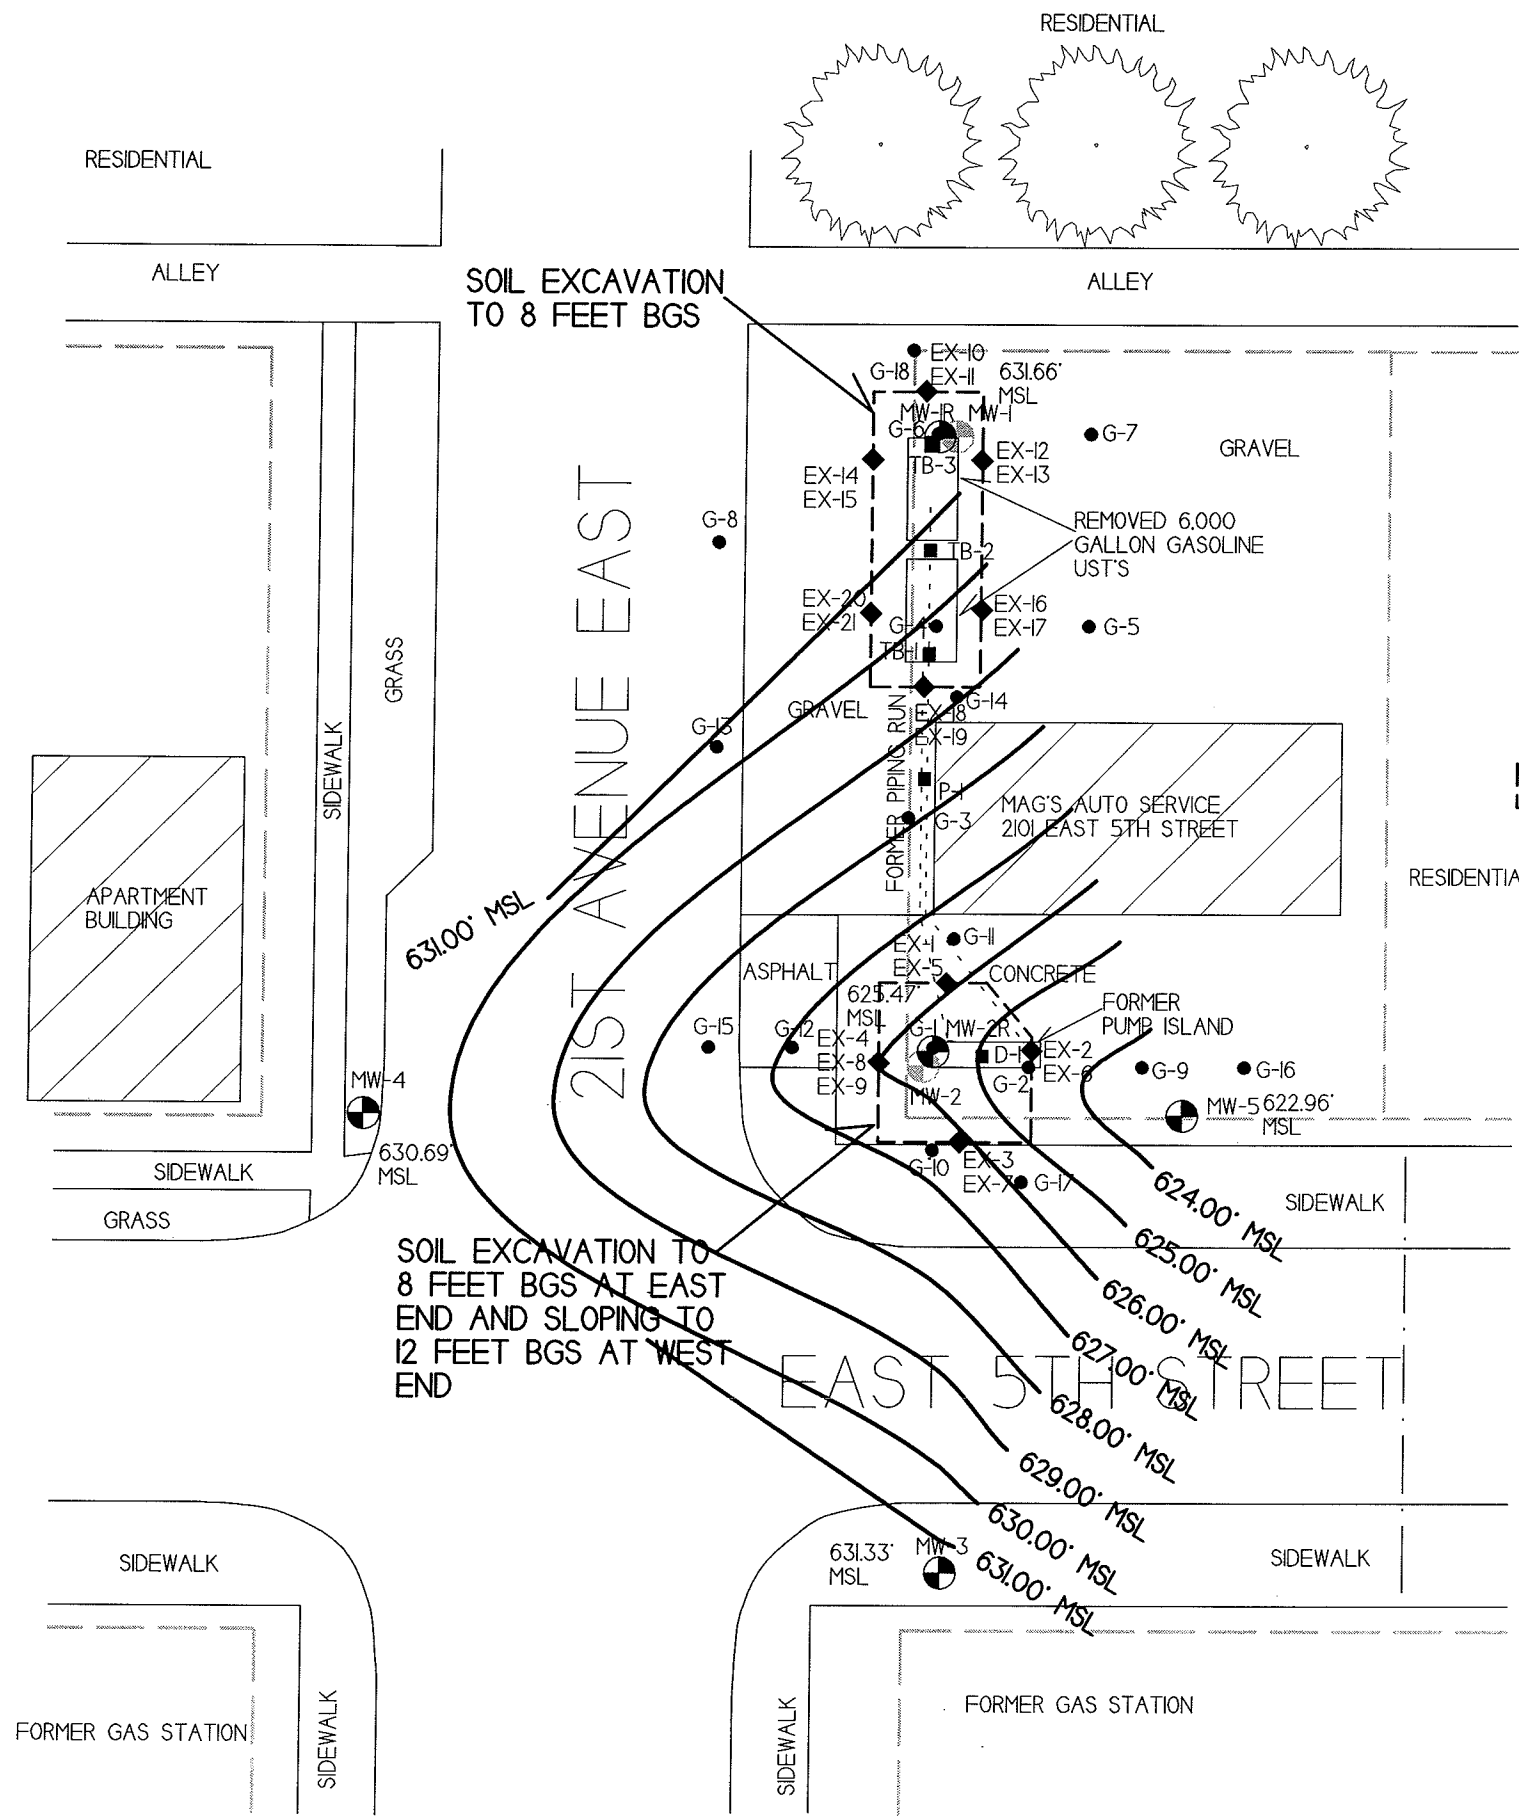 RESIDENTIAL
RESIDENTIAL
ALLEY
SOIL EXCAVATION
TO 8 FEET BGS
ALLEY
EX-10
G-18
EX-11
631.66'
MSL
MW-1R
MW-1
G-6
G-7
TB-3
EX-12
EX-13
GRAVEL
EX-14
EX-15
G-8
REMOVED 6,000
GALLON GASOLINE
UST'S
TB-2
EX-20
EX-21
EX-16
EX-17
G-4
G-5
TB-1
GRASS
SIDEWALK
21ST AVENUE EAST
GRAVEL
G-14
EX-18
EX-19
G-13
FORMER PIPING RUN
P-1
G-3
MAG'S AUTO SERVICE
2101 EAST 5TH STREET
APARTMENT
BUILDING
631.00' MSL
EX-1
EX-5
G-11
ASPHALT
CONCRETE
625.47'
MSL
FORMER
PUMP ISLAND
G-15
G-12
EX-4
EX-8
EX-9
G-1
MW-2R
D-1
EX-2
EX-6
G-2
G-9
G-16
MW-2
MW-4
630.69'
MSL
MW-5
622.96'
MSL
SIDEWALK
GRASS
G-10
EX-3
EX-7
G-17
624.00' MSL
SIDEWALK
625.00' MSL
SOIL EXCAVATION TO
8 FEET BGS AT EAST
END AND SLOPING TO
12 FEET BGS AT WEST
END
626.00' MSL
627.00' MSL
EAST 5TH STREET
628.00' MSL
629.00' MSL
630.00' MSL
631.00' MSL
SIDEWALK
631.33'
MSL
MW-3
SIDEWALK
FORMER GAS STATION
SIDEWALK
SIDEWALK
FORMER GAS STATION